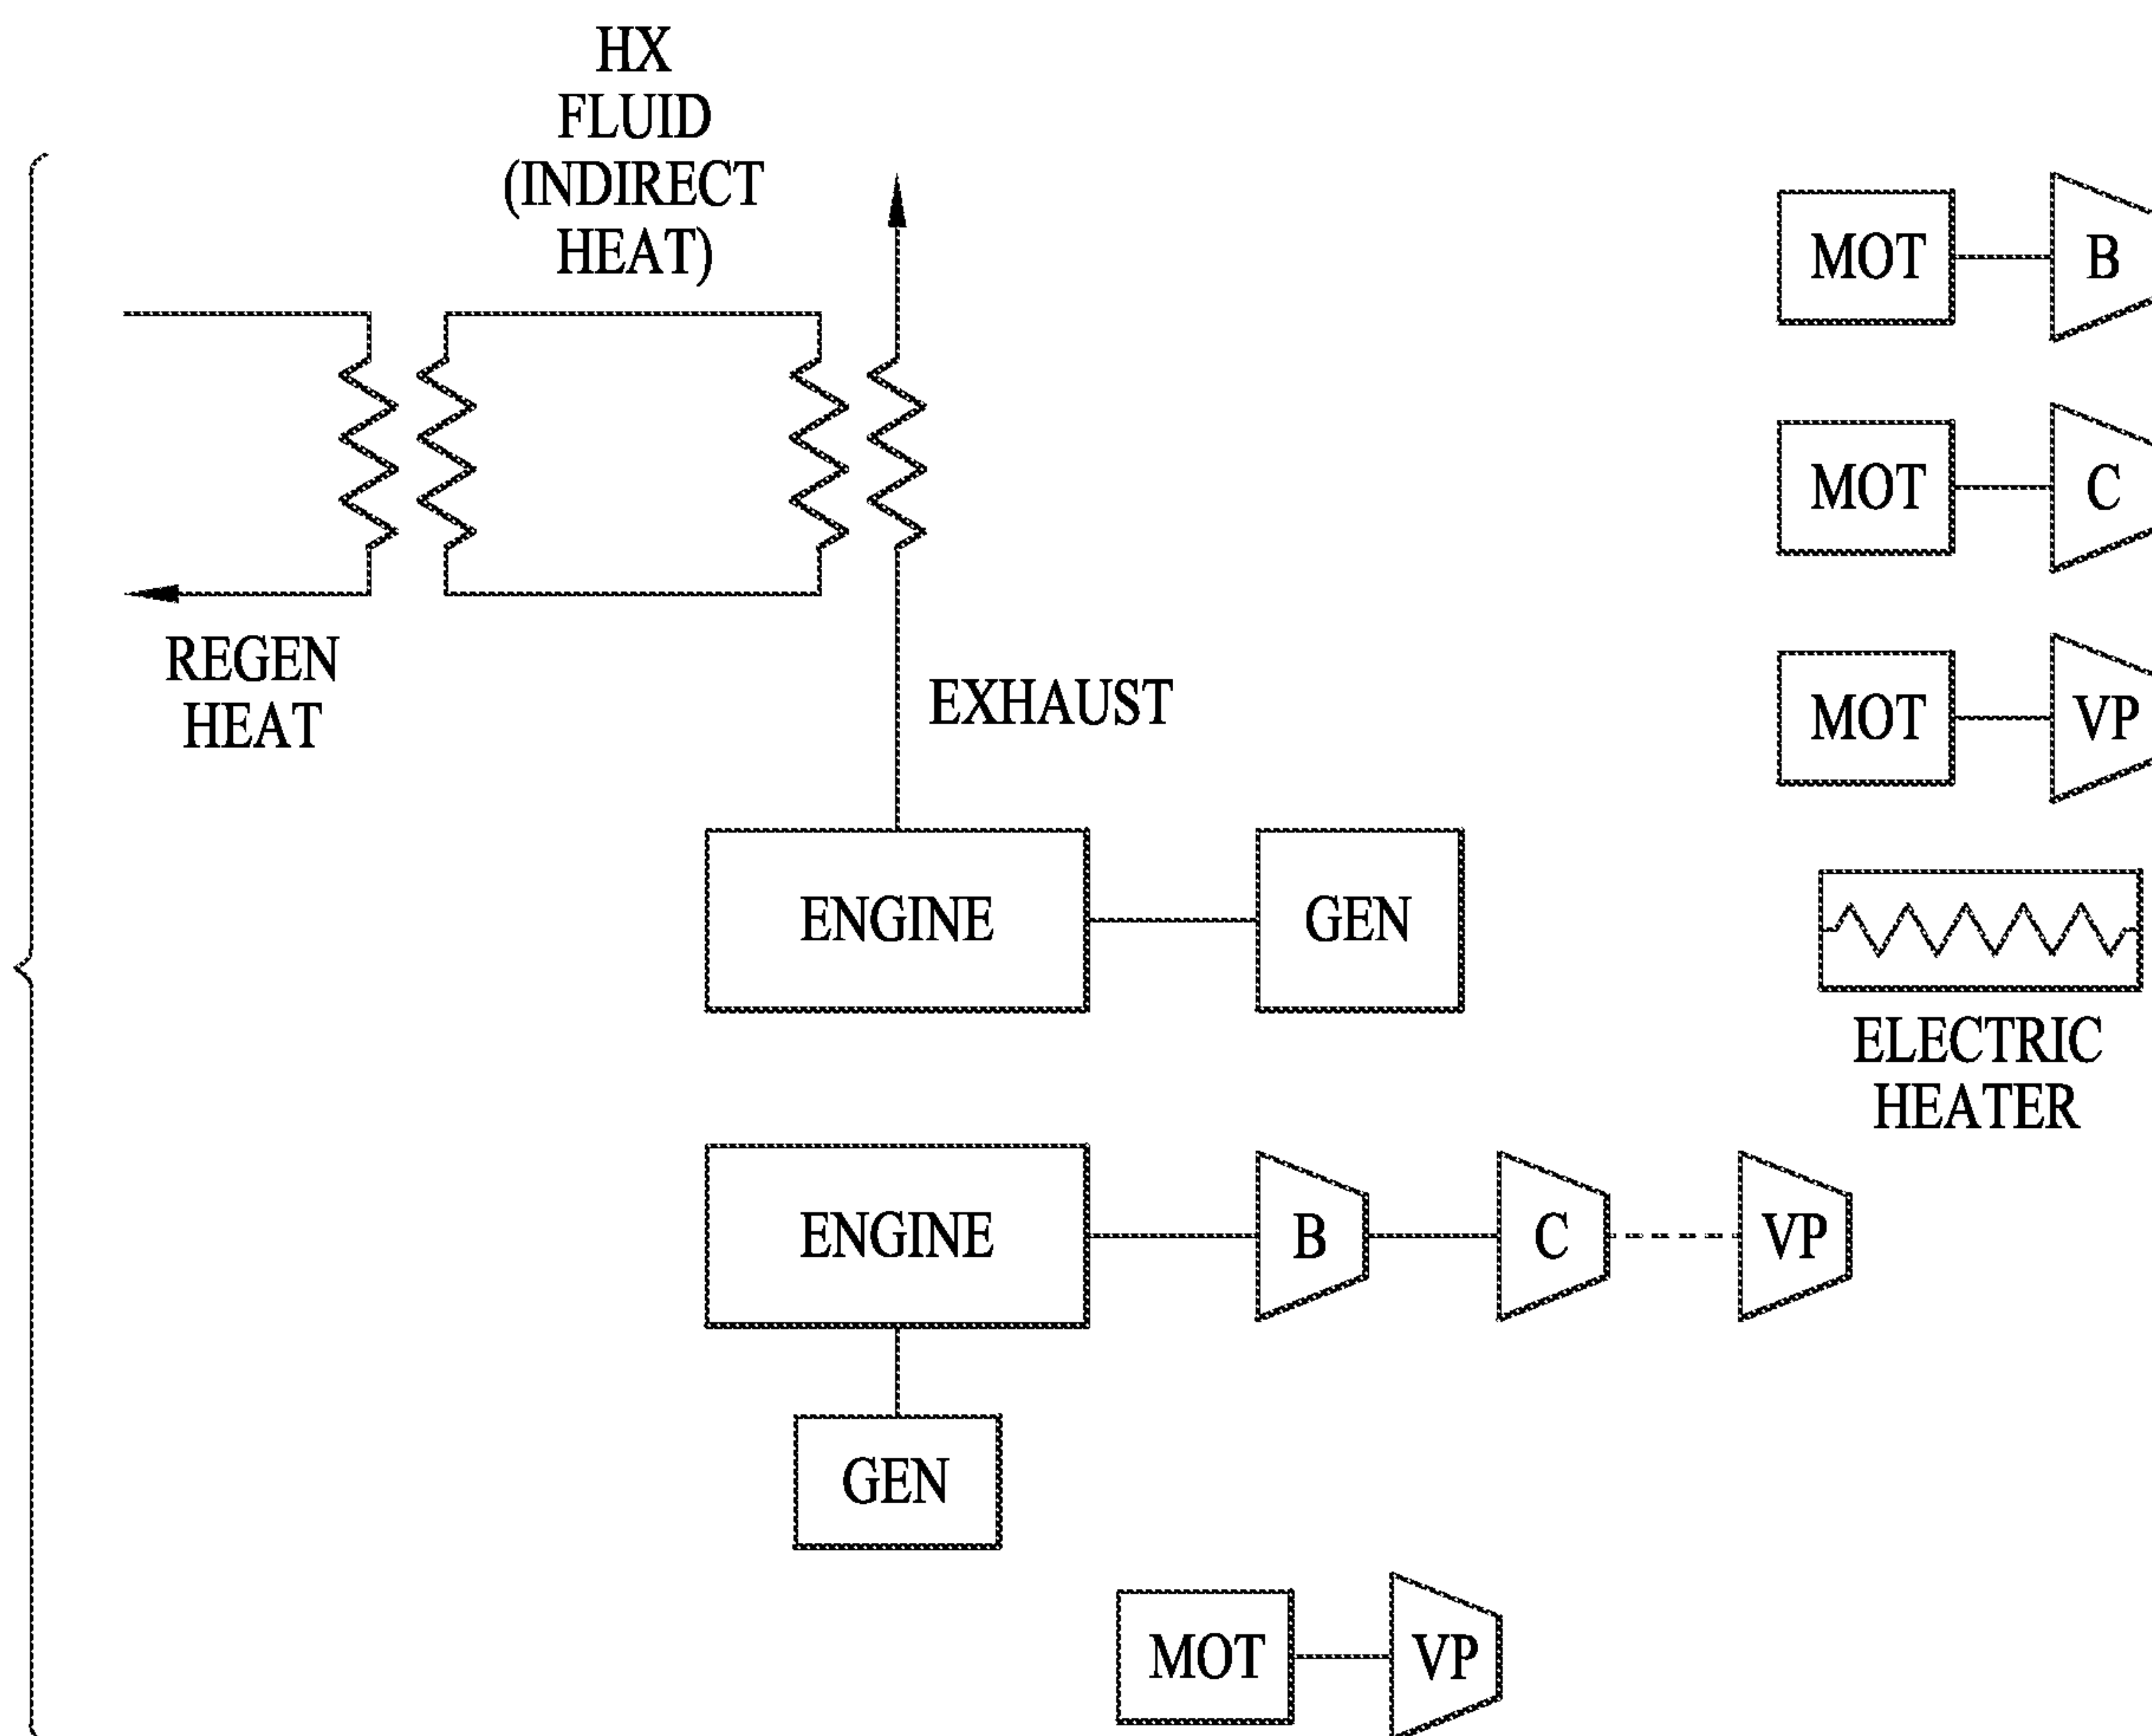 HX
FLUID
(INDIRECT
HEAT)
REGEN
HEAT
EXHAUST
MOT
B
MOT
C
MOT
VP
ENGINE
GEN
ELECTRIC
HEATER
ENGINE
B
C
VP
GEN
MOT
VP